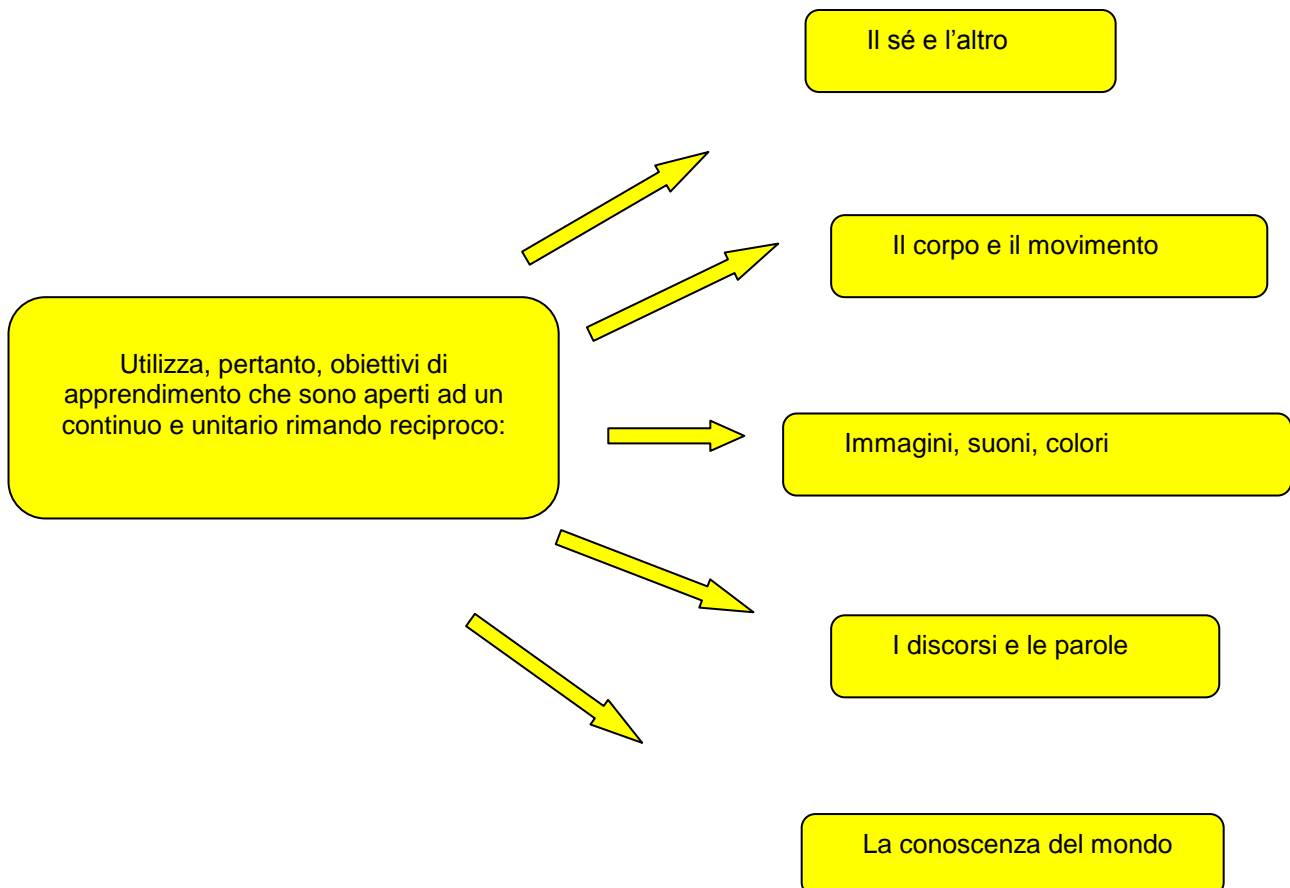 Il sé e l’altro
Il corpo e il movimento
Utilizza, pertanto, obiettivi di
apprendimento che sono aperti ad un
continuo e unitario rimando reciproco:
Immagini, suoni, colori
I discorsi e le parole
La conoscenza del mondo